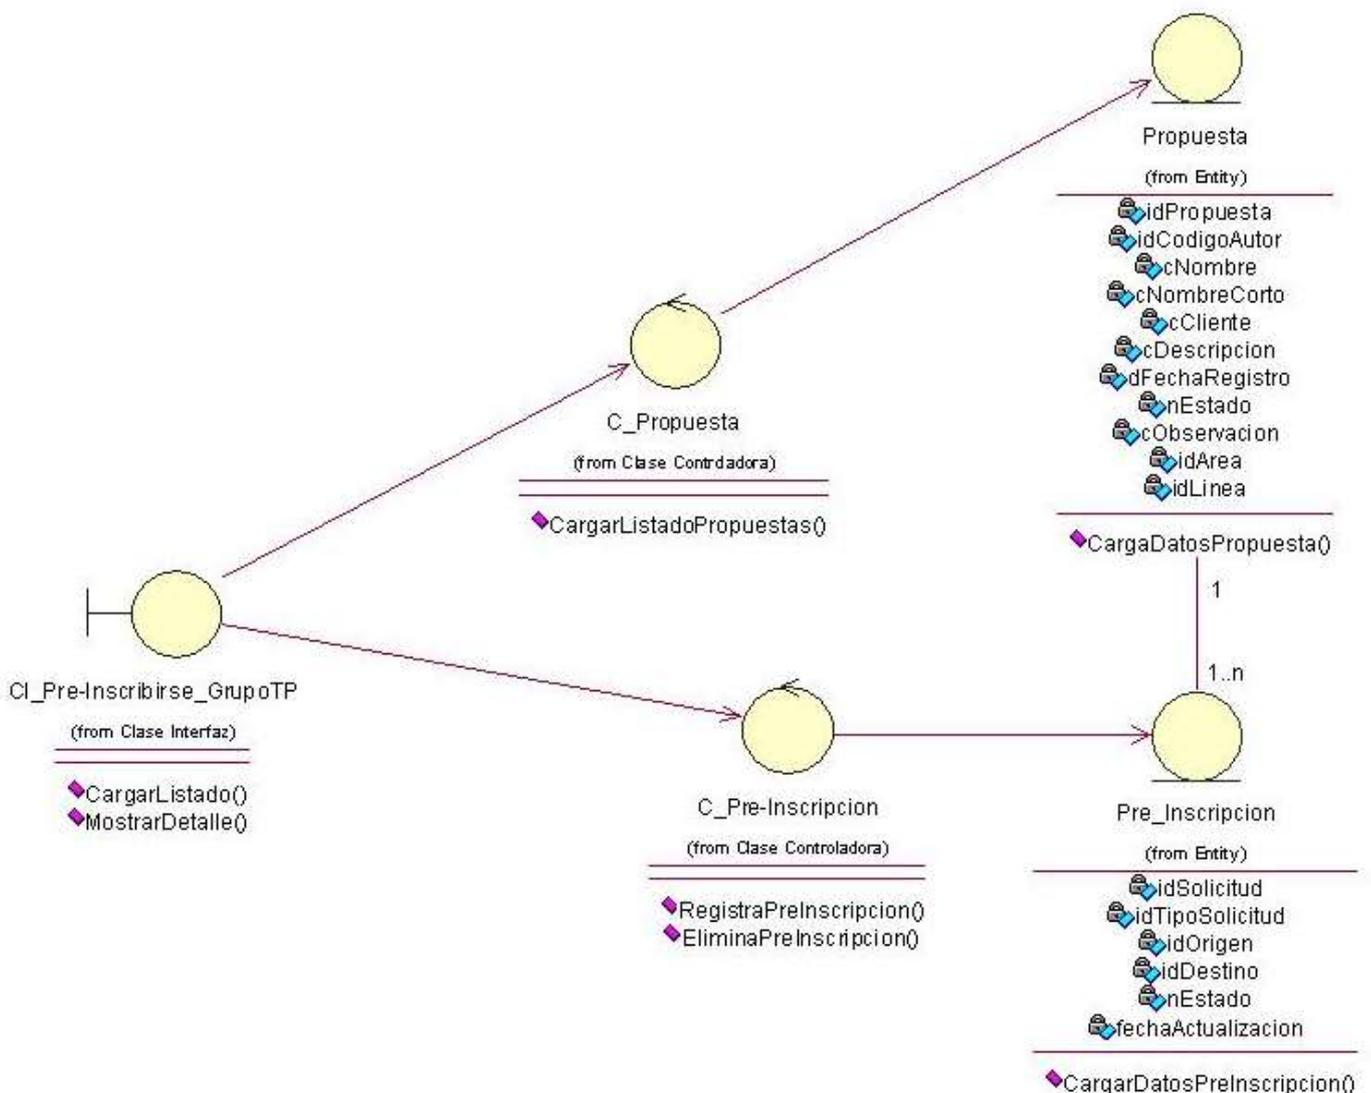 Propuesta
(from Entity)
idPropuesta
idCodigoAutor
cNombre
cNombreCorto
cCliente
cDescripcion
dFechaRegistro
nEstado
cObservacion
idArea
idLinea
CargaDatosPropuesta()
1
1..n
C_Propuesta
(from Clase Contrdadora)
CargarListadoPropuestas()
CI_Pre-Inscribirse_GrupoTP
(from Clase Interfaz)
CargarListado()
MostrarDetalle()
C_Pre-Inscripcion
(from Clase Controladora)
RegistraPreInscripcion()
EliminaPreInscripcion()
Pre_Inscripcion
(from Entity)
idSolicitud
idTipoSolicitud
idOrigen
idDestino
nEstado
fechaActualizacion
CargarDatosPreInscripcion()